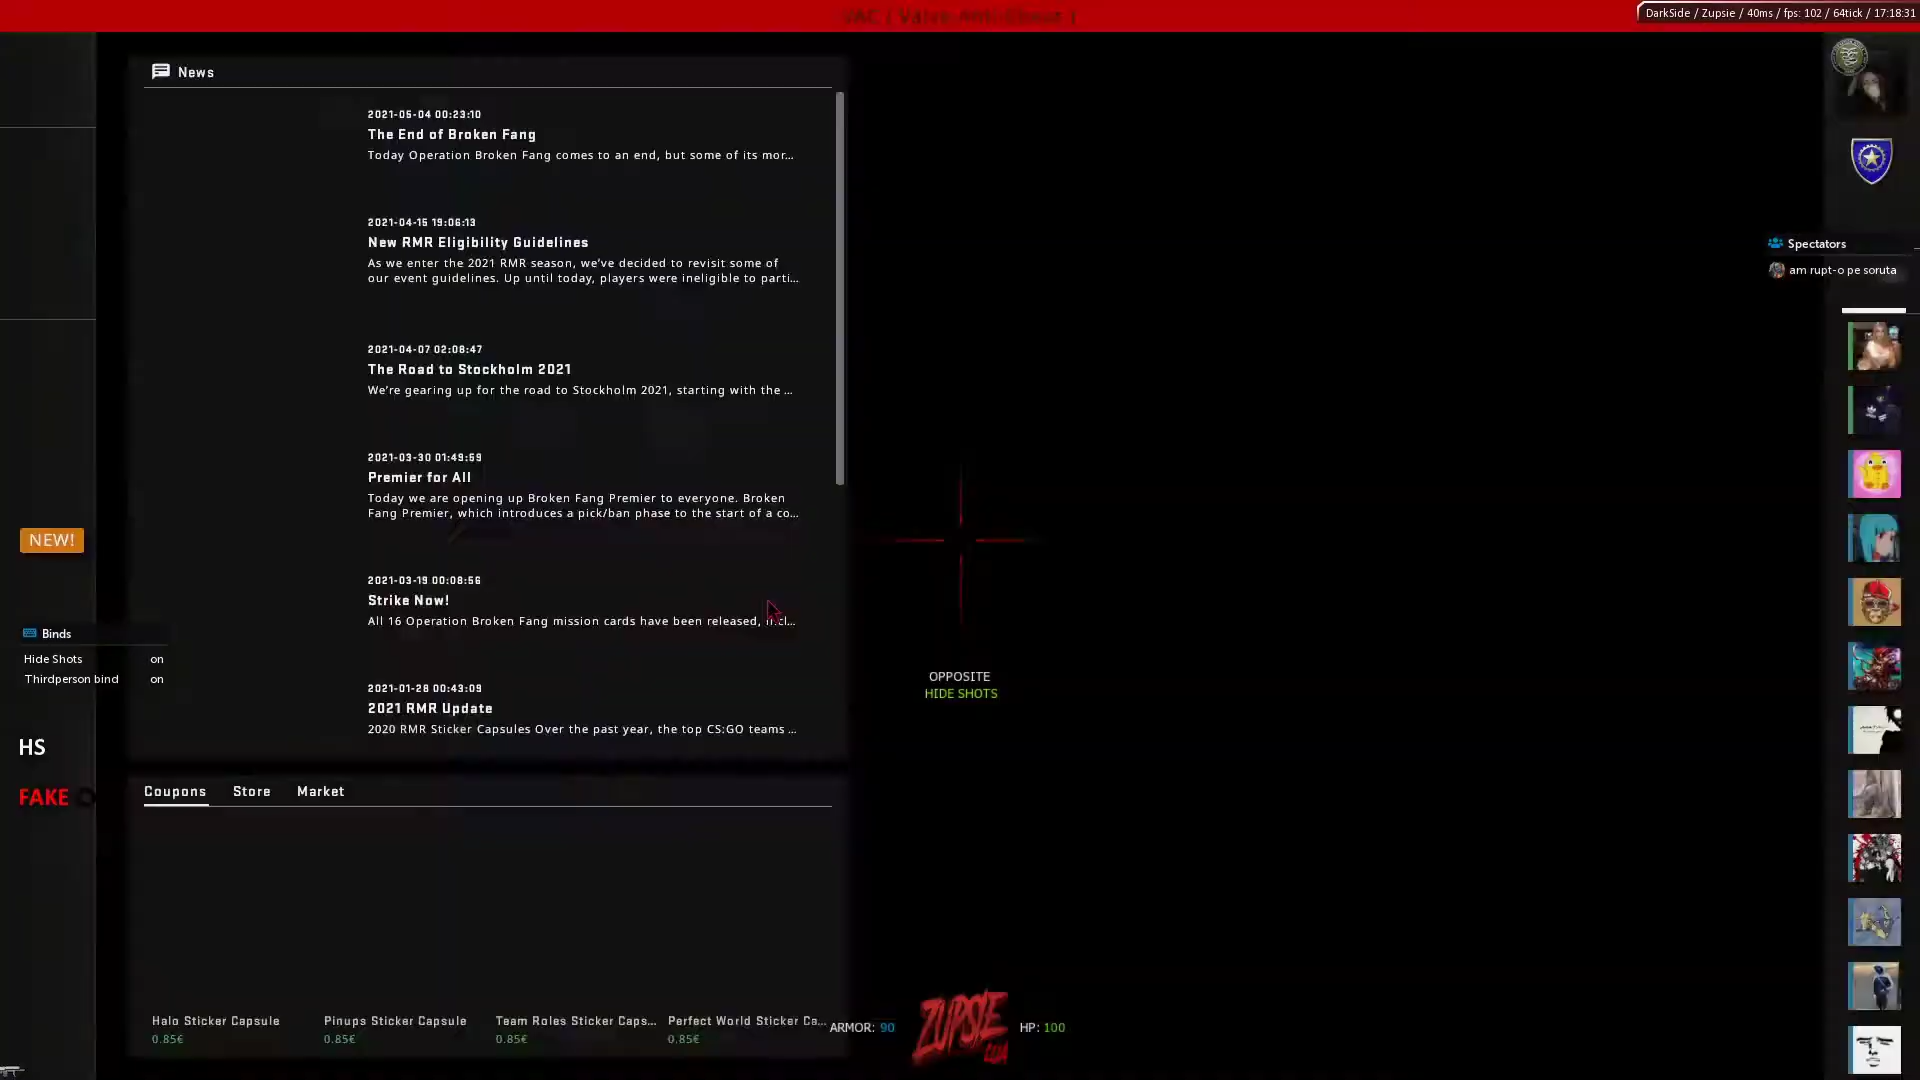 VAC ( Valve Anti-Cheat )
DarkSide / Zupsie / 40ms / fps: 102 / 64tick / 17:18:31
News
2021-05-04 00:23:10
The End of Broken Fang
Today Operation Broken Fang comes to an end, but some of its mor...
2021-04-15 19:06:13
New RMR Eligibility Guidelines
As we enter the 2021 RMR season, we've decided to revisit some of
our event guidelines. Up until today, players were ineligible to parti...
2021-04-07 02:08:47
The Road to Stockholm 2021
We're gearing up for the road to Stockholm 2021, starting with the ...
2021-03-30 01:49:59
Premier for All
Today we are opening up Broken Fang Premier to everyone. Broken
Fang Premier, which introduces a pick/ban phase to the start of a co...
2021-03-19 00:08:56
Strike Now!
All 16 Operation Broken Fang mission cards have been released, incl...
2021-01-28 00:43:09
2021 RMR Update
2020 RMR Sticker Capsules Over the past year, the top CS:GO teams ...
Spectators
am rupt-o pe soruta
NEW!
Binds
Hide Shots on
Thirdperson bind on
HS
FAKE
OPPOSITE
HIDE SHOTS
Coupons Store Market
Halo Sticker Capsule
0.85€
Pinups Sticker Capsule
0.85€
Team Roles Sticker Caps...
0.85€
Perfect World Sticker Ca...
0.85€
ARMOR: 90
ZUPSIE
.LUA
HP: 100